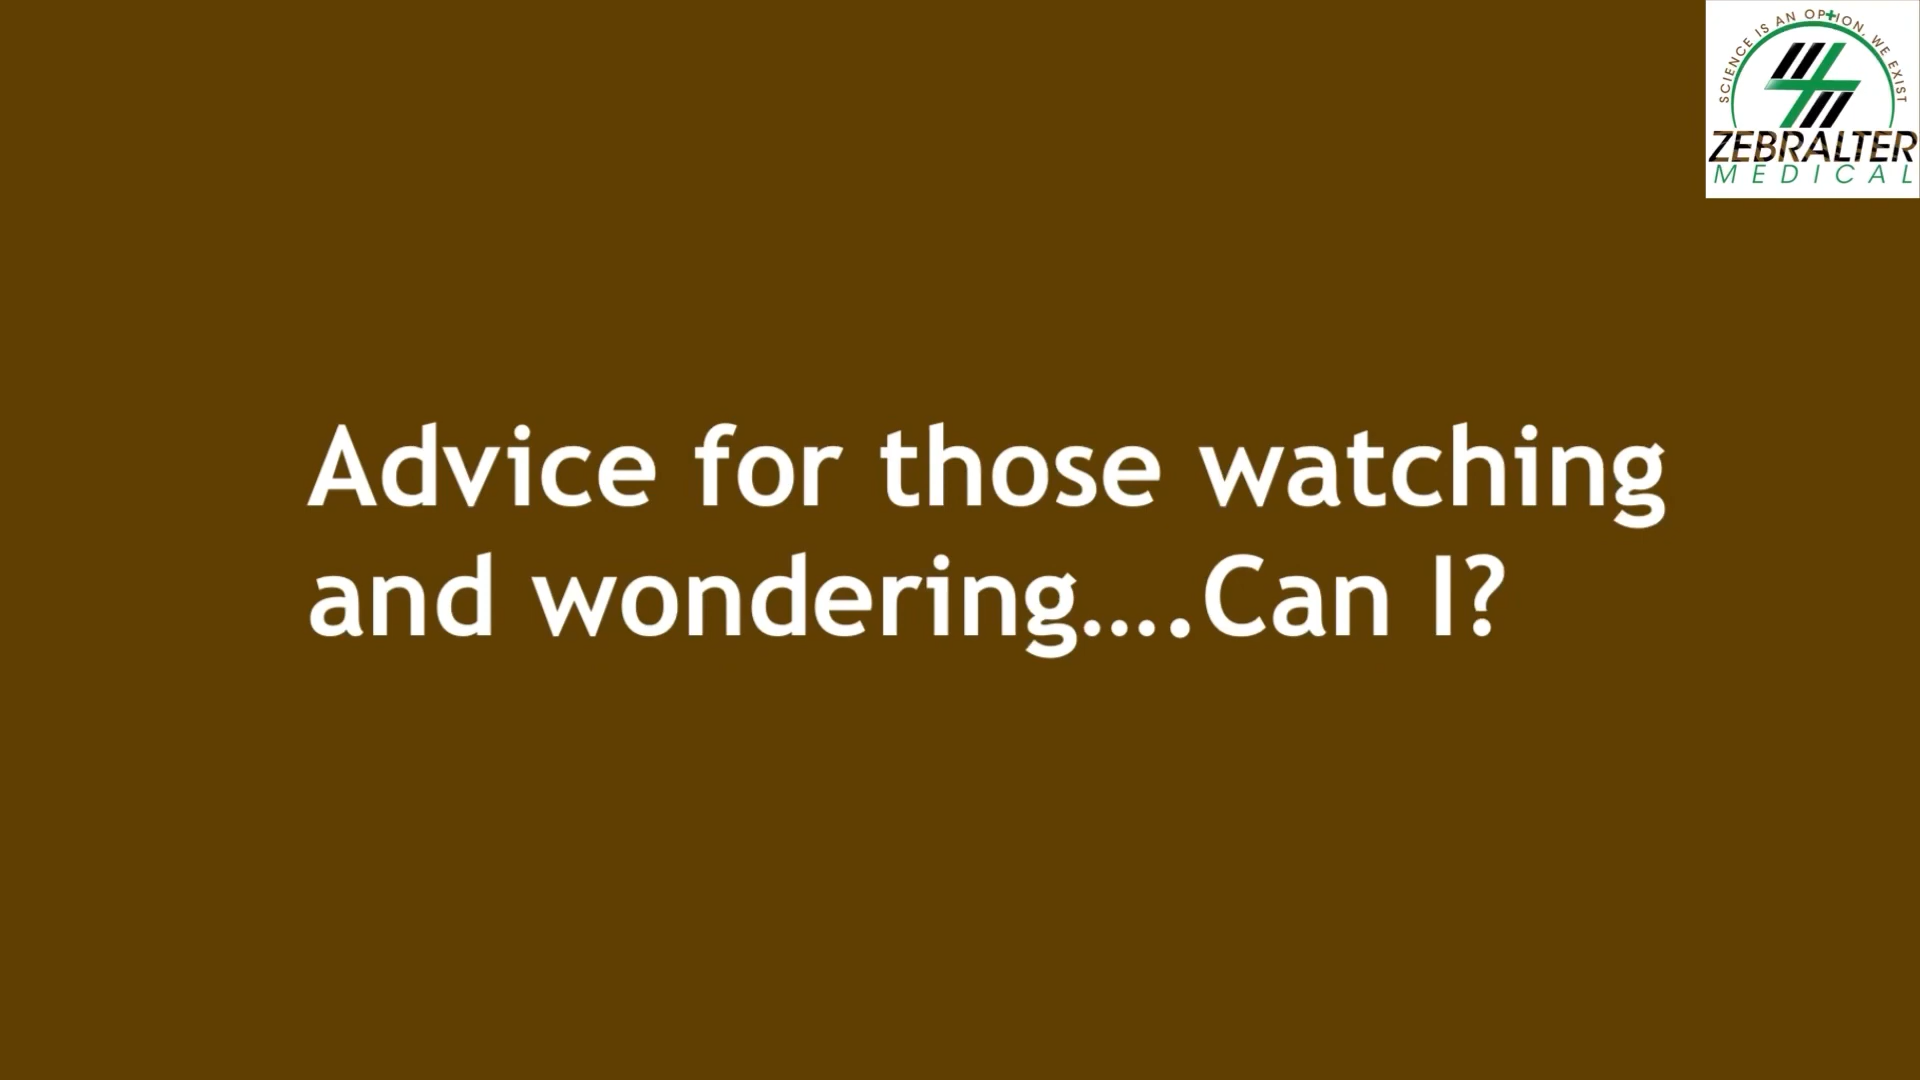 SCIENCE IS AN OPTION, WE EXIST
ZEBRALTER
MEDICAL
Advice for those watching
and wondering....Can I?